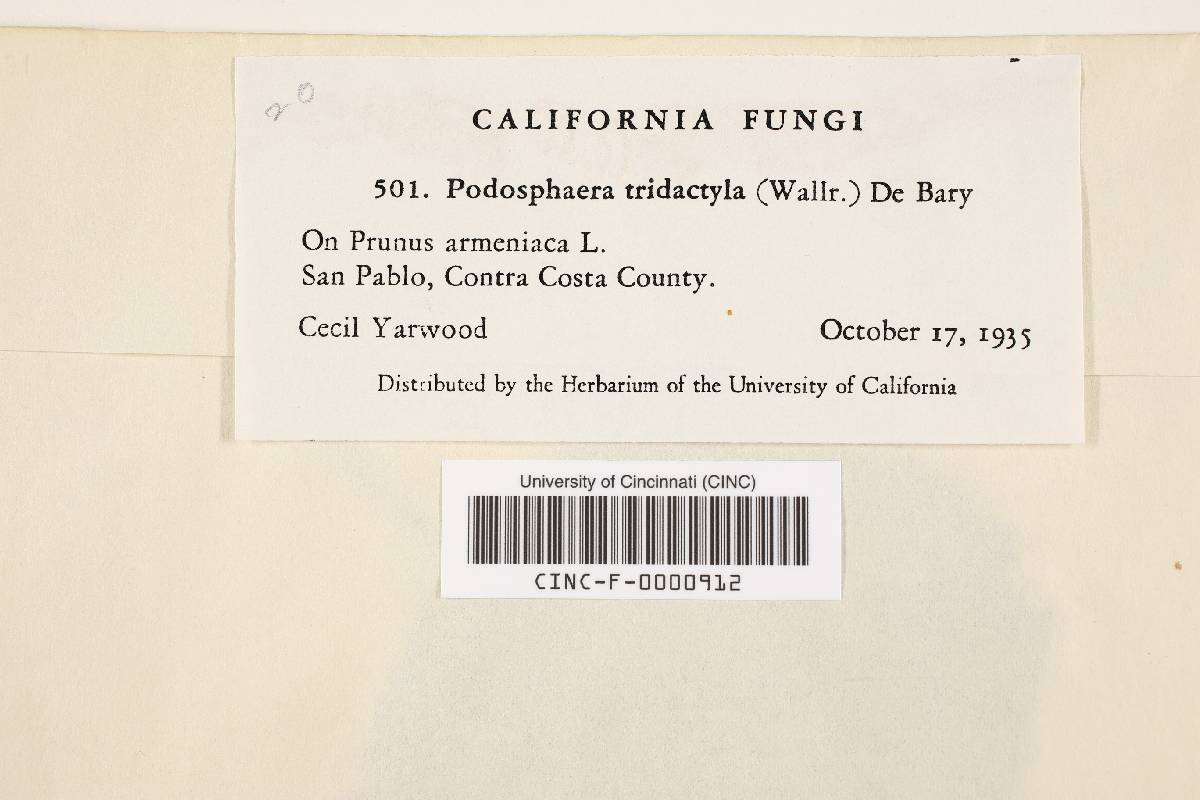 20
CALIFORNIA FUNGI
501. Podosphaera tridactyla (Wallr.) De Bary
On Prunus armeniaca L.
San Pablo, Contra Costa County.
Cecil Yarwood October 17, 1935
Distributed by the Herbarium of the University of California
University of Cincinnati (CINC)
CINC-F-0000912